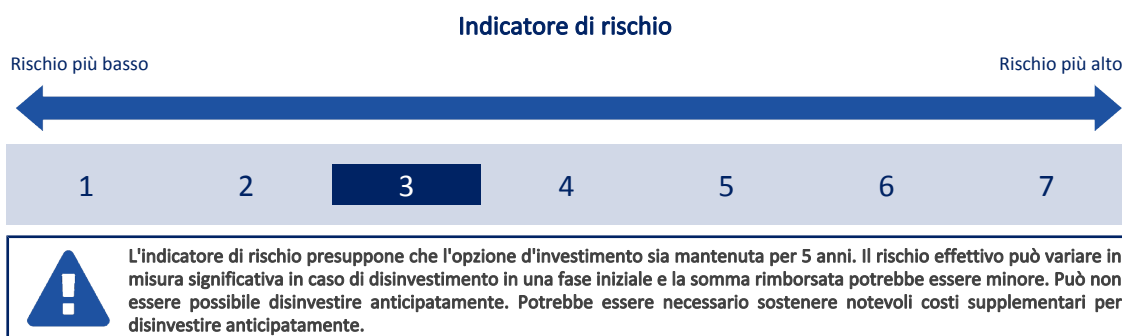 Indicatore di rischio
Rischio più basso
Rischio più alto
1 2 3 4 5 6 7
L'indicatore di rischio presuppone che l'opzione d'investimento sia mantenuta per 5 anni. Il rischio effettivo può variare in
misura significativa in caso di disinvestimento in una fase iniziale e la somma rimborsata potrebbe essere minore. Può non
essere possibile disinvestire anticipatamente. Potrebbe essere necessario sostenere notevoli costi supplementari per
disinvestire anticipatamente.